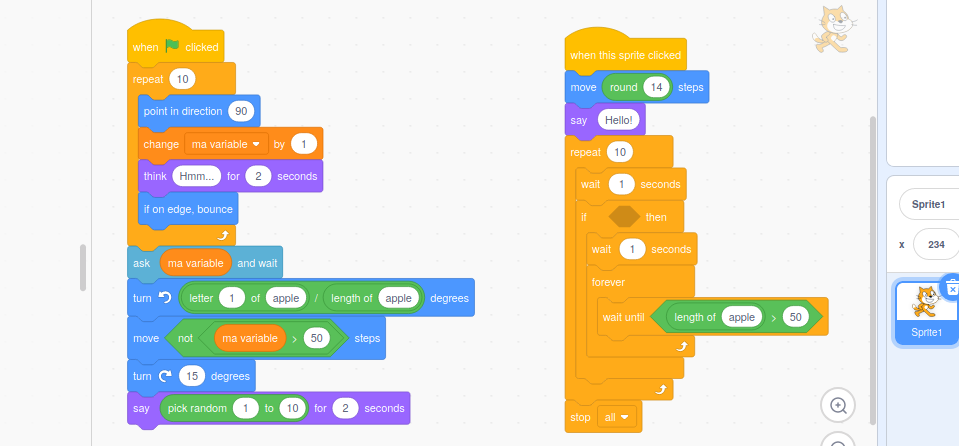 when clicked
repeat 10
point in direction 90
change ma variable by 1
think Hmm... for 2 seconds
if on edge, bounce
ask ma variable and wait
turn letter 1 of apple / length of apple degrees
move not ma variable > 50 steps
turn 15 degrees
say pick random 1 to 10 for 2 seconds
when this sprite clicked
move round 14 steps
say Hello!
repeat 10
wait 1 seconds
if then
wait 1 seconds
forever
wait until length of apple > 50
stop all
Sprite1
x 234
Sprite1